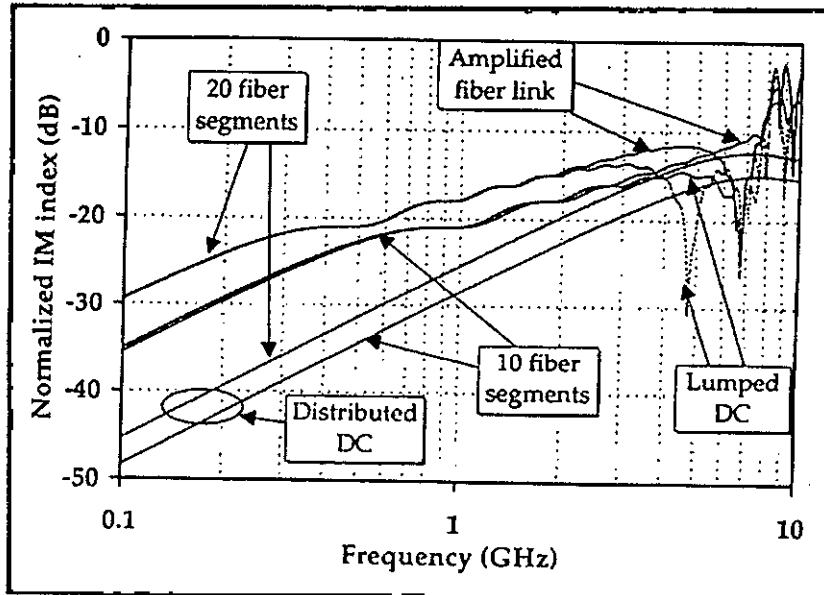 Normalized IM index (dB)
0
-10
-20
-30
-40
-50
20 fiber
segments
Amplified
fiber link
10 fiber
segments
Distributed
DC
Lumped
DC
0.1
1
10
Frequency (GHz)